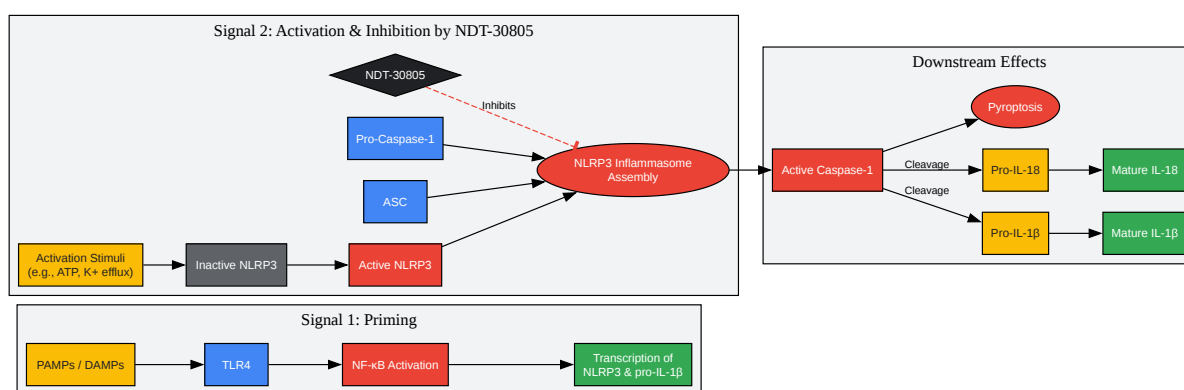 Signal 2: Activation & Inhibition by NDT-30805
NDT-30805
Inhibits
Pro-Caspase-1
NLRP3 Inflammasome
Assembly
ASC
Activation Stimuli
(e.g., ATP, K+ efflux)
Inactive NLRP3
Active NLRP3
Downstream Effects
Pyroptosis
Active Caspase-1
Cleavage
Pro-IL-18
Mature IL-18
Cleavage
Pro-IL-1β
Mature IL-1β
Signal 1: Priming
PAMPs / DAMPs
TLR4
NF-κB Activation
Transcription of
NLRP3 & pro-IL-1β